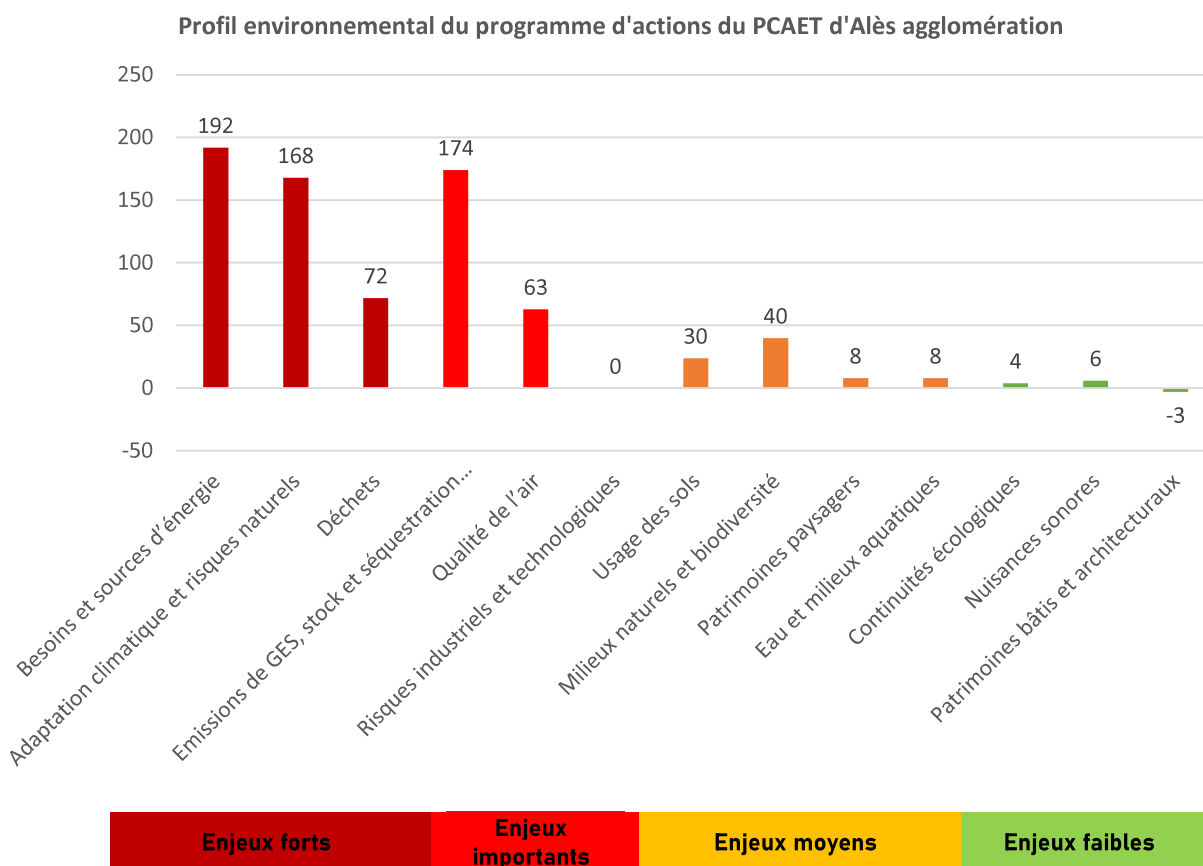 Profil environnemental du programme d'actions du PCAET d'Alès agglomération
250
200
150
100
50
0
-50
192
168
72
174
63
0
30
40
8
8
4
6
-3
Besoins et sources d’énergie
Adaptation climatique et risques naturels
Déchets
Emissions de GES, stock et séquestration…
Qualité de l’air
Risques industriels et technologiques
Usage des sols
Milieux naturels et biodiversité
Patrimoines paysagers
Eau et milieux aquatiques
Continuités écologiques
Nuisances sonores
Patrimoines bâtis et architecturaux
Enjeux forts
Enjeux
importants
Enjeux moyens
Enjeux faibles